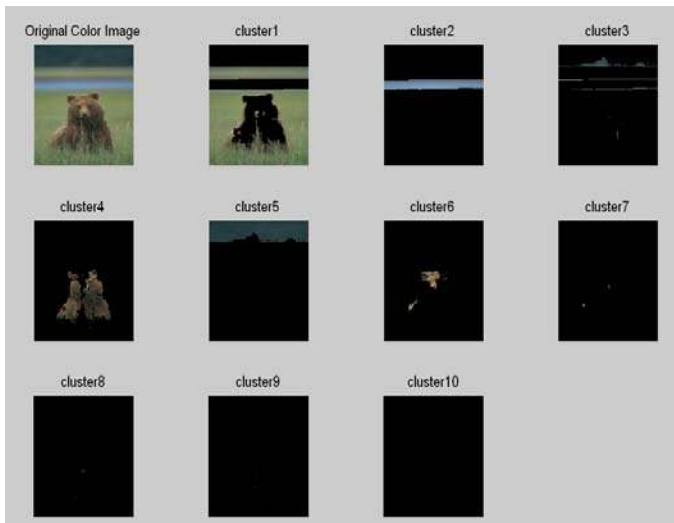 Original Color Image
cluster1
cluster2
cluster3
cluster4
cluster5
cluster6
cluster7
cluster8
cluster9
cluster10